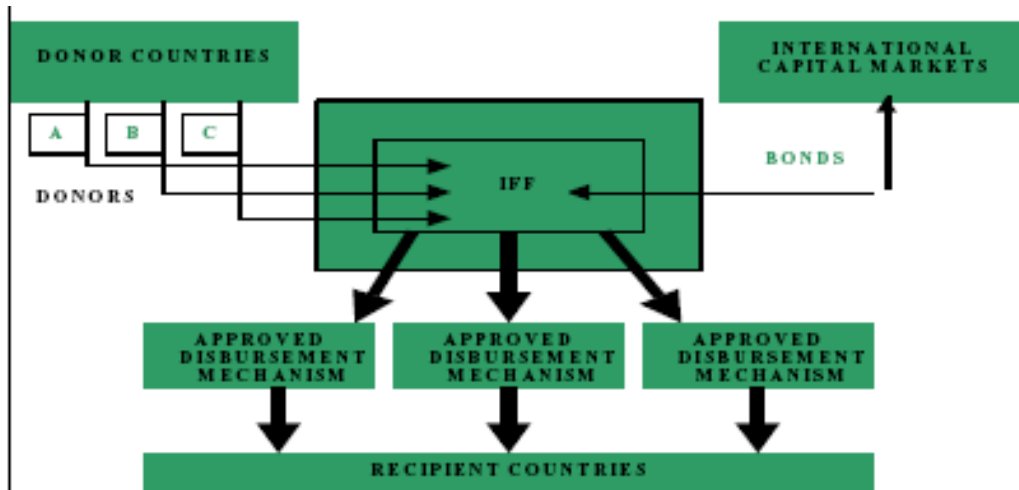 DONOR COUNTRIES
INTERNATIONAL
CAPITAL MARKETS
A
B
C
DONORS
IFF
BONDS
APPROVED
DISBURSEMENT
MECHANISM
APPROVED
DISBURSEMENT
MECHANISM
APPROVED
DISBURSEMENT
MECHANISM
RECIPIENT COUNTRIES